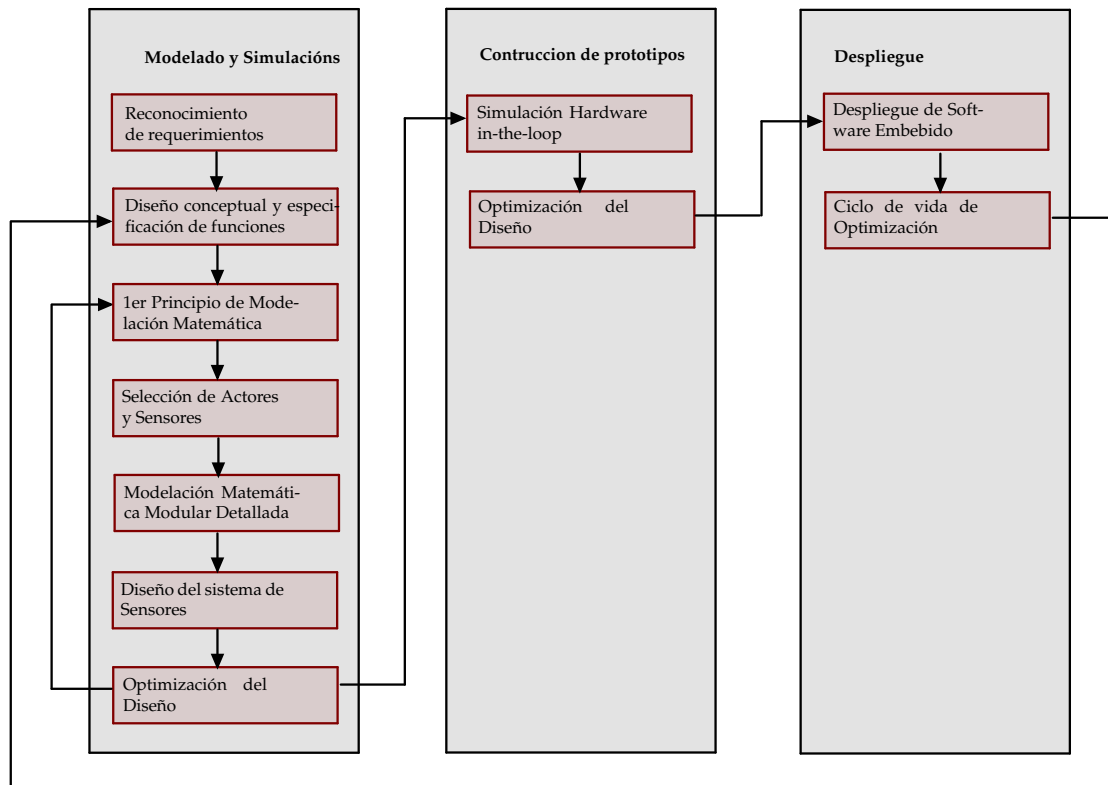 Modelado y Simulacións
Reconocimiento
de requerimientos
Diseño conceptual y especi-
ficación de funciones
1er Principio de Mode-
lación Matemática
Selección de Actores
y Sensores
Modelación Matemáti-
ca Modular Detallada
Diseño del sistema de
Sensores
Optimización del
Diseño
Contruccion de prototipos
Simulación Hardware
in-the-loop
Optimización del
Diseño
Despliegue
Despliegue de Soft-
ware Embebido
Ciclo de vida de
Optimización